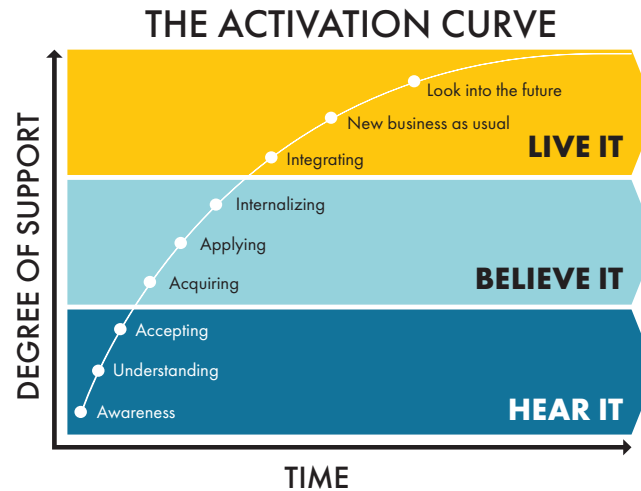 THE ACTIVATION CURVE
DEGREE OF SUPPORT
Look into the future
New business as usual
LIVE IT
Integrating
Internalizing
Applying
Acquiring
BELIEVE IT
Accepting
Understanding
Awareness
HEAR IT
TIME